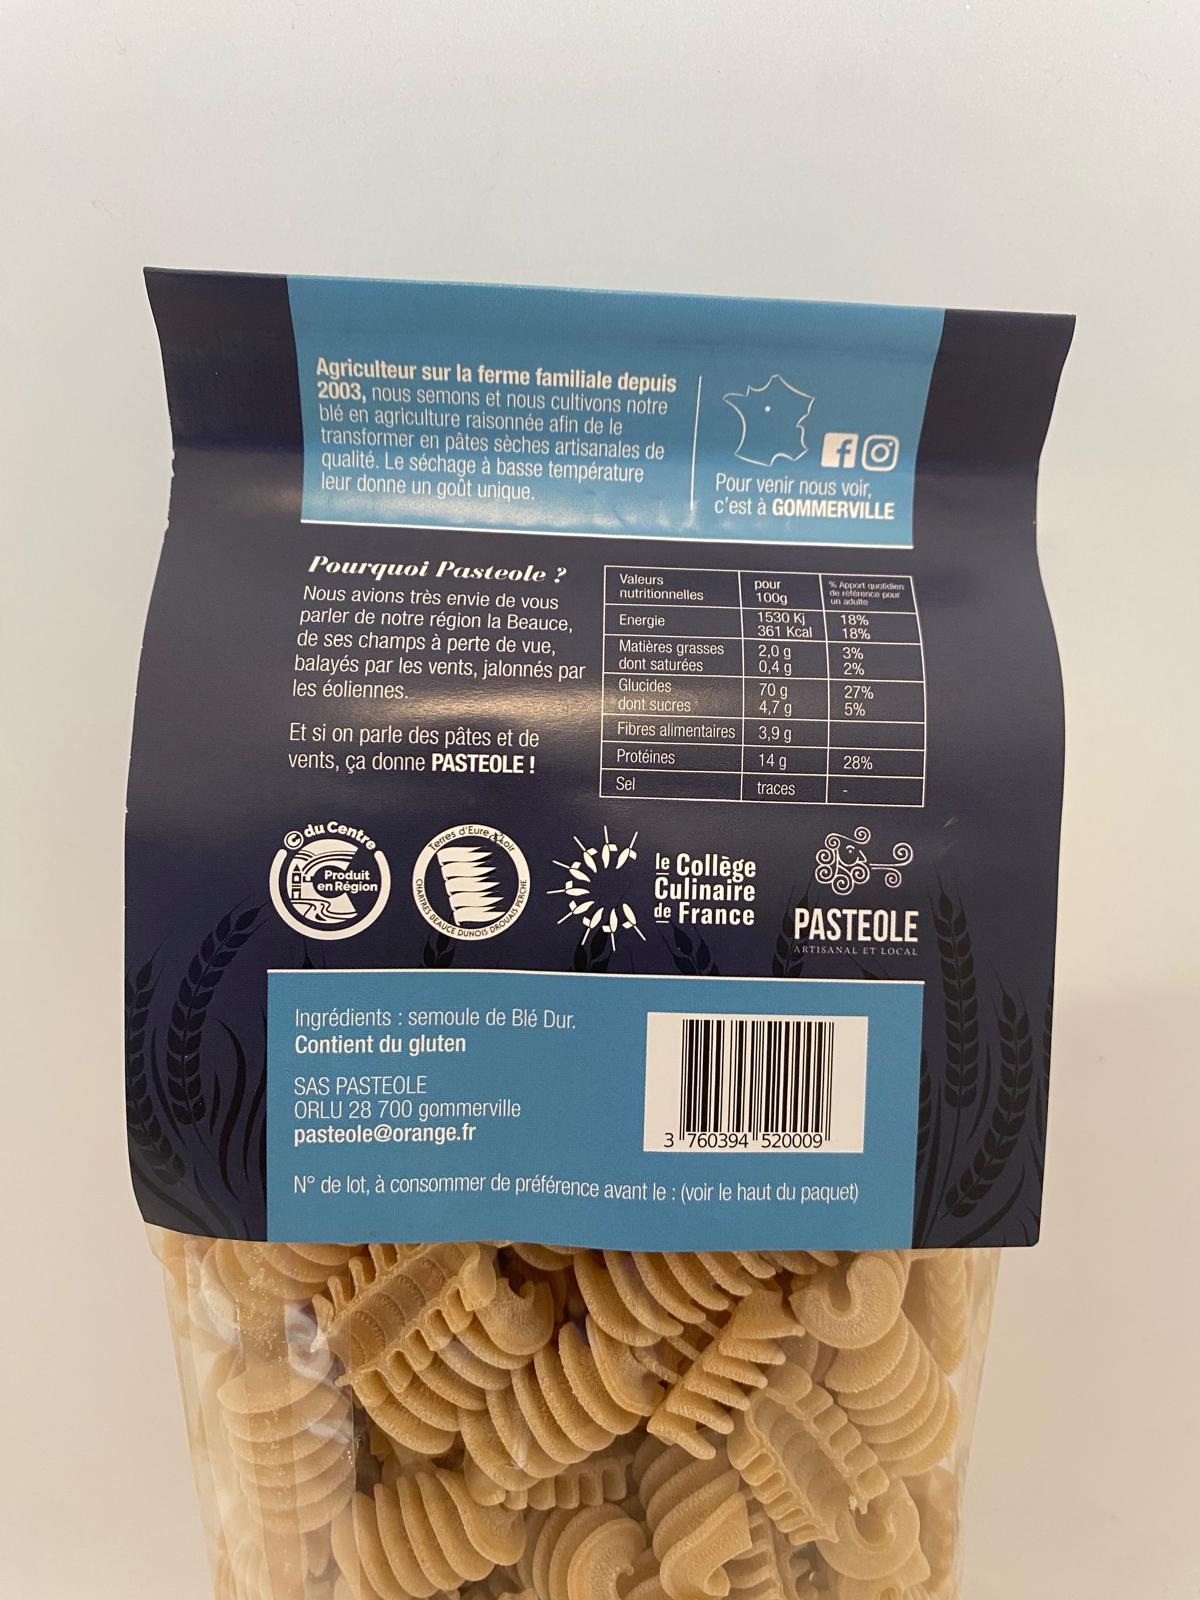 Agriculteur sur la ferme familiale depuis
2003, nous semons et nous cultivons notre
blé en agriculture raisonnée afin de le
transformer en pâtes sèches artisanales de
qualité. Le séchage à basse température
leur donne un goût unique.
Pour venir nous voir,
c'est à GOMMERVILLE
Pourquoi Pasteole ?
Nous avions très envie de vous
parler de notre région la Beauce,
de ses champs à perte de vue,
balayés par les vents, jalonnés par
les éoliennes.
Et si on parle des pâtes et de
vents, ça donne PASTEOLE !
Valeurs
nutritionnelles
pour
100g
% Apport quotidien
de référence pour
un adulte
Energie 1530 Kj 18%
361 Kcal 18%
Matières grasses 2,0 g 3%
dont saturées 0,4 g 2%
Glucides 70 g 27%
dont sucres 4,7 g 5%
Fibres alimentaires 3,9 g
Protéines 14 g 28%
Sel traces -
© du Centre
Produit
en Région
Terres d'Eure & Loir
CHARTRES BEAUCE DUNOIS DROUAIS PERCHE
le Collège
Culinaire
de France
PASTEOLE
ARTISANAL ET LOCAL
Ingrédients : semoule de Blé Dur.
Contient du gluten
SAS PASTEOLE
ORLU 28 700 gommerville
pasteole@orange.fr
3 760394 520009
N° de lot, à consommer de préférence avant le : (voir le haut du paquet)